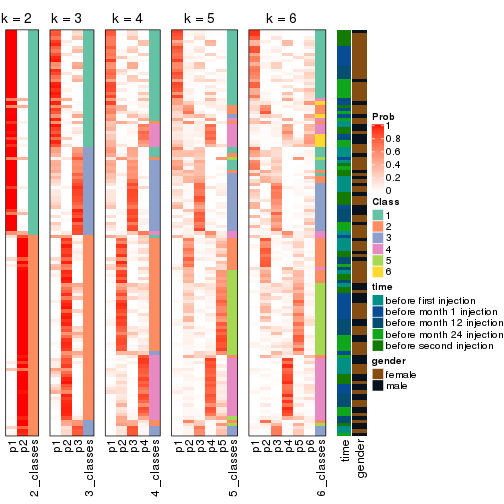 k = 2 k = 3 k = 4 k = 5 k = 6
Prob
1
0.8
0.6
0.4
0.2
0
Class
1
2
3
4
5
6
time
before first injection
before month 1 injection
before month 12 injection
before month 24 injection
before second injection
gender
female
male
p1 p2 2_classes p1 p2 p3 3_classes p1 p2 p3 p4 4_classes p1 p2 p3 p4 p5 5_classes p1 p2 p3 p4 p5 p6 6_classes time gender